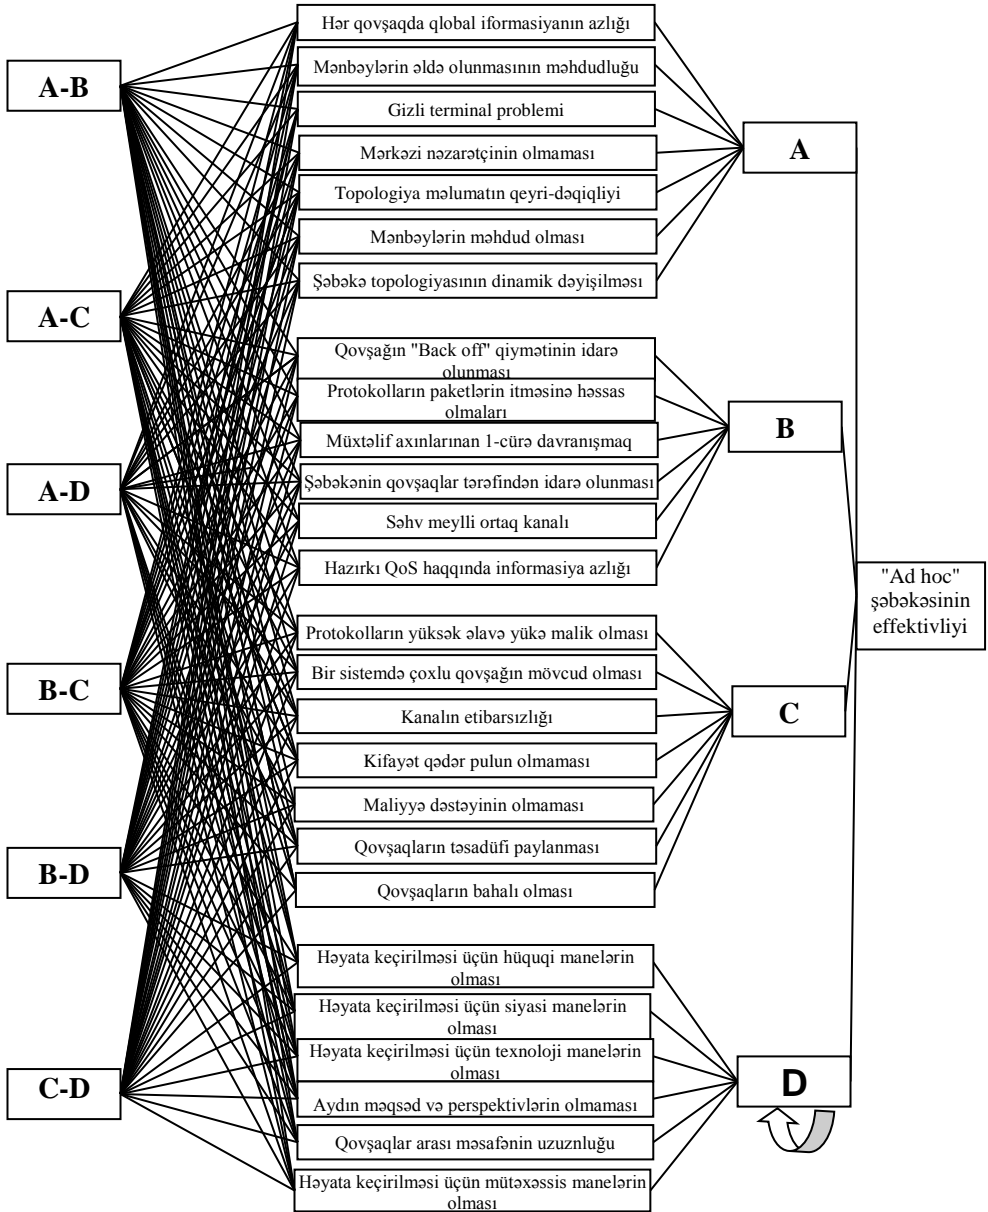 A-B
A-C
A-D
B-C
B-D
C-D
Hər qovşaqda qlobal iformasiyanın azlığı
Mənbəylərin əldə olunmasının məhdudluğu
Gizli terminal problemi
Mərkəzi nəzarətçinin olmaması
Topologiya məlumatın qeyri-dəqiqliyi
Mənbəylərin məhdud olması
Şəbəkə topologiyasının dinamik dəyişilməsı
Qovşağın "Back off" qiymətinin idarə
olunması
Protokolların paketlərin itməsinə həssas
olmaları
Müxtəlif axınlarınan 1-cürə davranışmaq
Şəbəkənin qovşaqlar tərəfindən idarə olunması
Səhv meylli ortaq kanalı
Hazırkı QoS haqqında informasiya azlığı
Protokolların yüksək əlavə yükə malik olması
Bir sistemdə çoxlu qovşağın mövcud olması
Kanalın etibarsızlığı
Kifayət qədər pulun olmaması
Maliyyə dəstəyinin olmaması
Qovşaqların təsadüfi paylanması
Qovşaqların bahalı olması
Həyata keçirilməsi üçün hüquqi manelərin
olması
Həyata keçirilməsi üçün siyasi manelərin
olması
Həyata keçirilməsi üçün texnoloji manelərin
olması
Aydın məqsəd və perspektivlərin olmaması
Qovşaqlar arası məsafənin uzuznluğu
Həyata keçirilməsi üçün mütəxəssis manelərin
olması
A
B
C
D
"Ad hoc"
şəbəkəsinin
effektivliyi